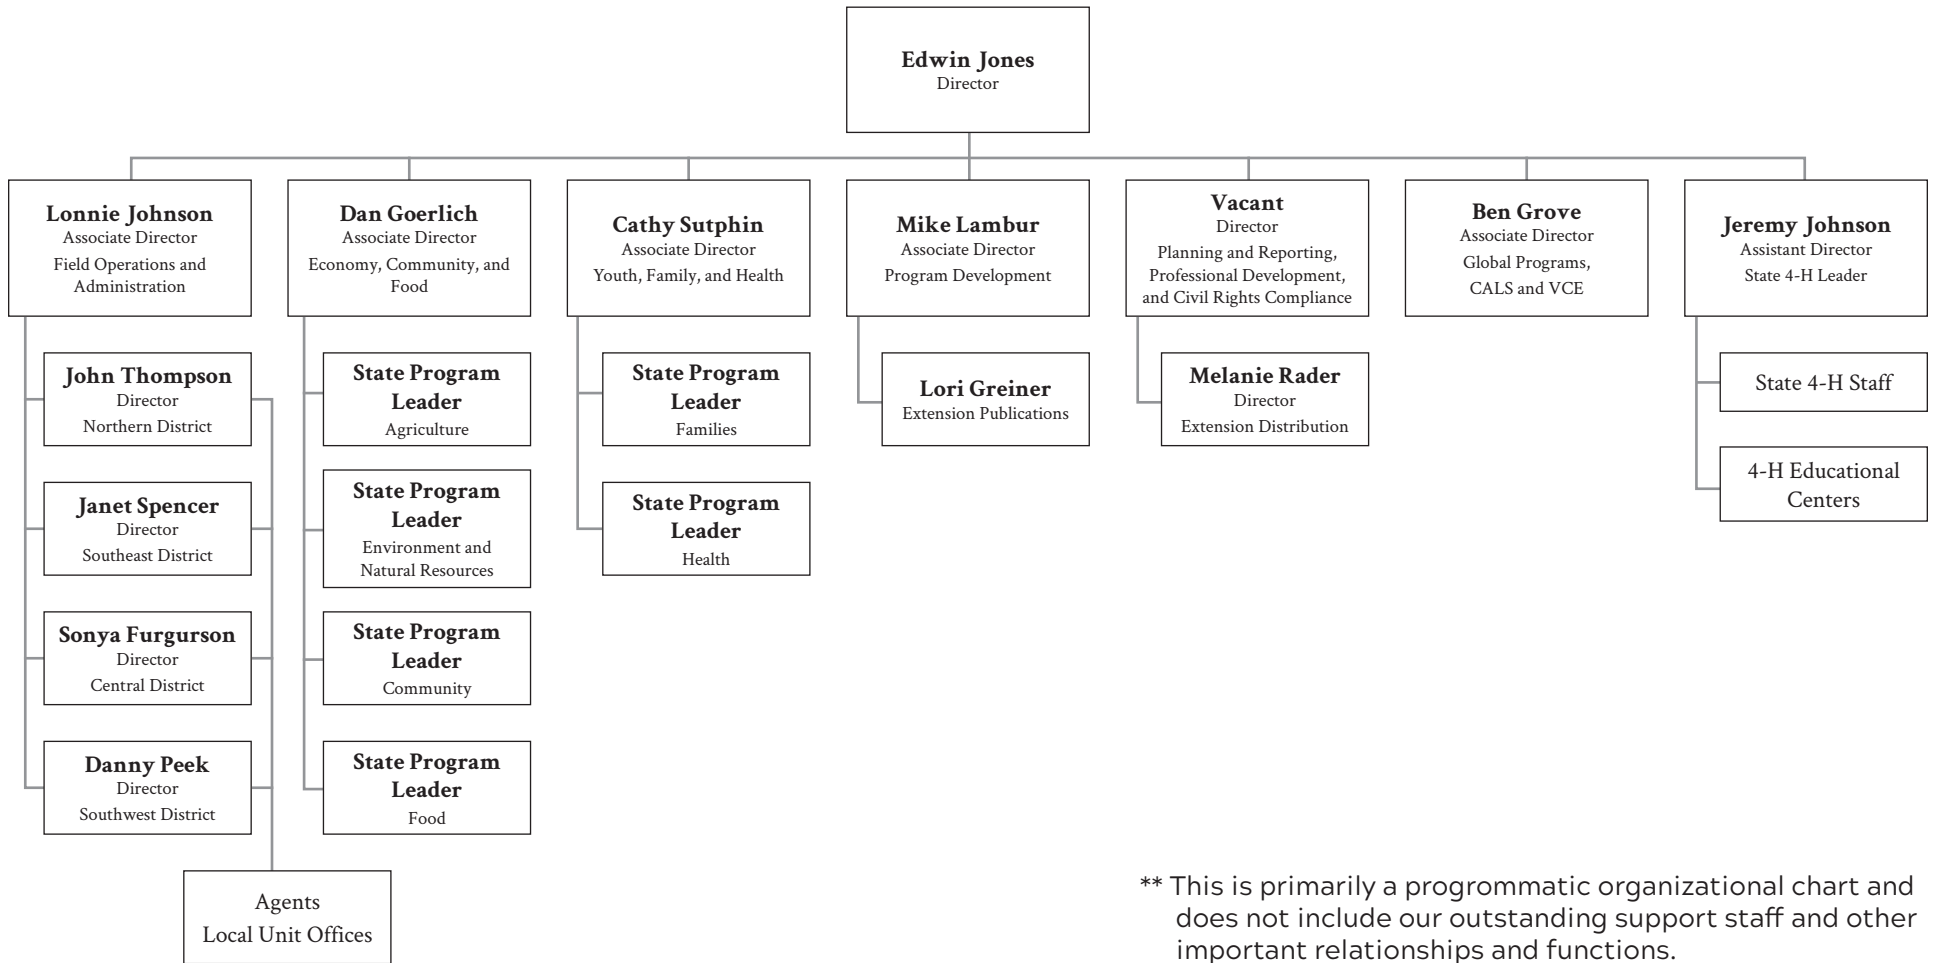 Edwin Jones
Director
Lonnie Johnson
Associate Director
Field Operations and
Administration
Dan Goerlich
Associate Director
Economy, Community, and
Food
Cathy Sutphin
Associate Director
Youth, Family, and Health
Mike Lambur
Associate Director
Program Development
Vacant
Director
Planning and Reporting,
Professional Development,
and Civil Rights Compliance
Ben Grove
Associate Director
Global Programs,
CALS and VCE
Jeremy Johnson
Assistant Director
State 4-H Leader
John Thompson
Director
Northern District
Janet Spencer
Director
Southeast District
Sonya Furgurson
Director
Central District
Danny Peek
Director
Southwest District
Agents
Local Unit Offices
State Program
Leader
Agriculture
State Program
Leader
Environment and
Natural Resources
State Program
Leader
Community
State Program
Leader
Food
State Program
Leader
Families
State Program
Leader
Health
Lori Greiner
Extension Publications
Melanie Rader
Director
Extension Distribution
State 4-H Staff
4-H Educational
Centers
** This is primarily a progrommatic organizational chart and
does not include our outstanding support staff and other
important relationships and functions.